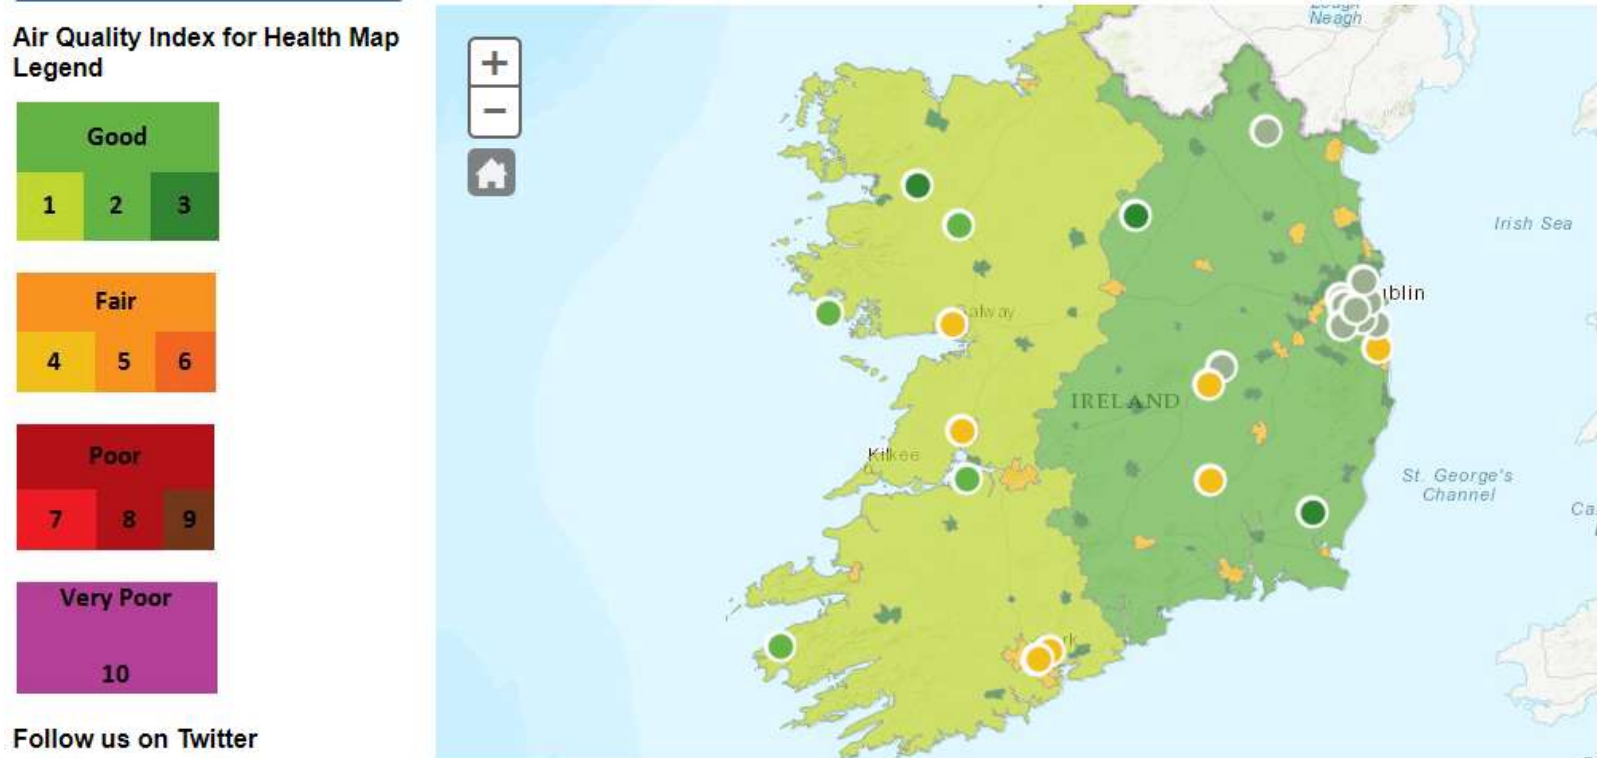 Air Quality Index for Health Map
Legend
Good
1 2 3
Fair
4 5 6
Poor
7 8 9
Very Poor
10
Follow us on Twitter
+
−
Neagh
Irish Sea
IRELAND
Kilkee
St. George's
Channel